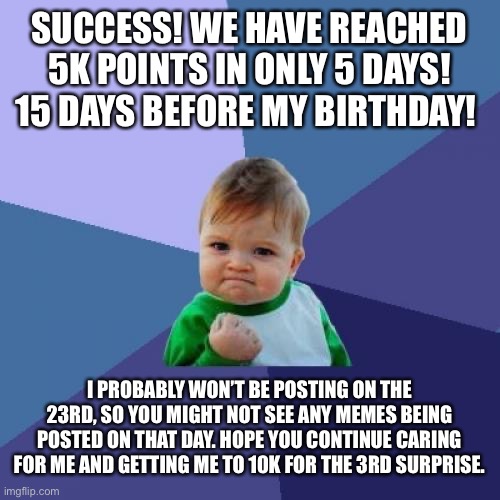 SUCCESS! WE HAVE REACHED
5K POINTS IN ONLY 5 DAYS!
15 DAYS BEFORE MY BIRTHDAY!
I PROBABLY WON'T BE POSTING ON THE
23RD, SO YOU MIGHT NOT SEE ANY MEMES BEING
POSTED ON THAT DAY. HOPE YOU CONTINUE CARING
FOR ME AND GETTING ME TO 10K FOR THE 3RD SURPRISE.
imgflip.com